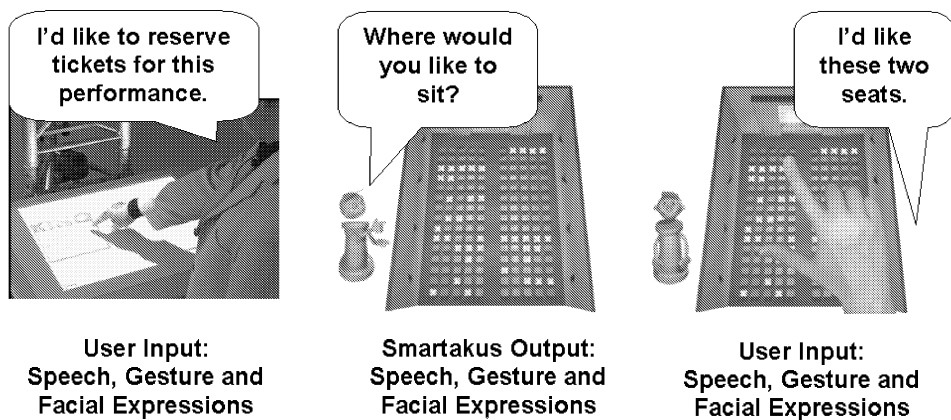 I'd like to reserve
tickets for this
performance.
Where would
you like to
sit?
I'd like
these two
seats.
User Input:
Speech, Gesture and
Facial Expressions
Smartakus Output:
Speech, Gesture and
Facial Expressions
User Input:
Speech, Gesture and
Facial Expressions